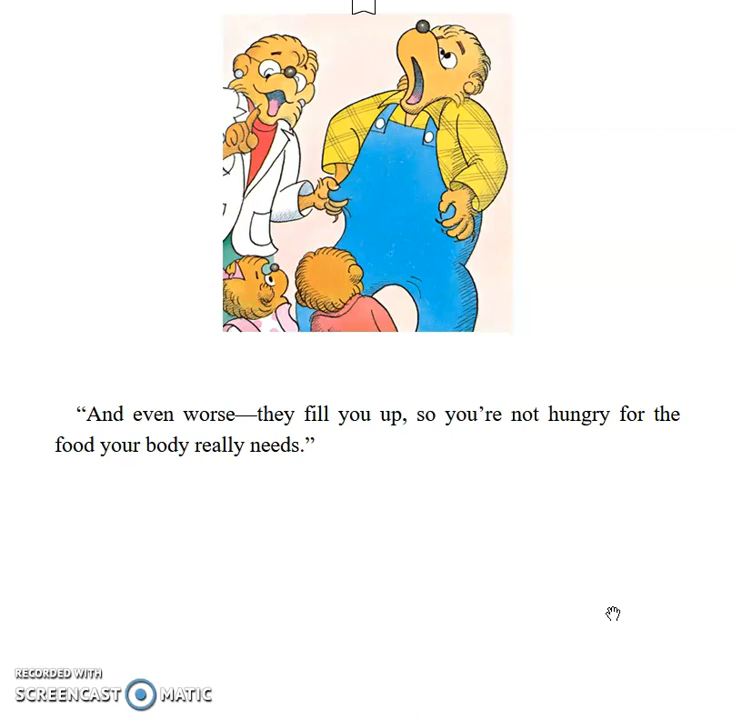 “And even worse—they fill you up, so you’re not hungry for the
food your body really needs.”
RECORDED WITH
SCREENCAST MATIC